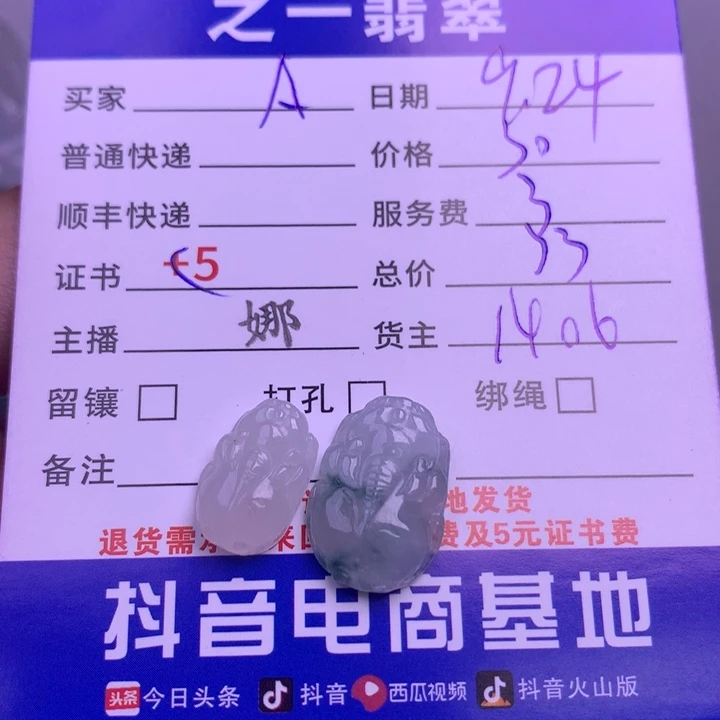 之一翡翠
买家 A 日期 9.24
普通快递 价格 50
顺丰快递 服务费 3
证书 +5 总价 53
主播 娜 货主 1406
留镶 □ 打孔 □ 绑绳 □
备注
地发货
退货需 费及5元证书费
抖音电商基地
头条 今日头条 抖音 西瓜视频 抖音火山版